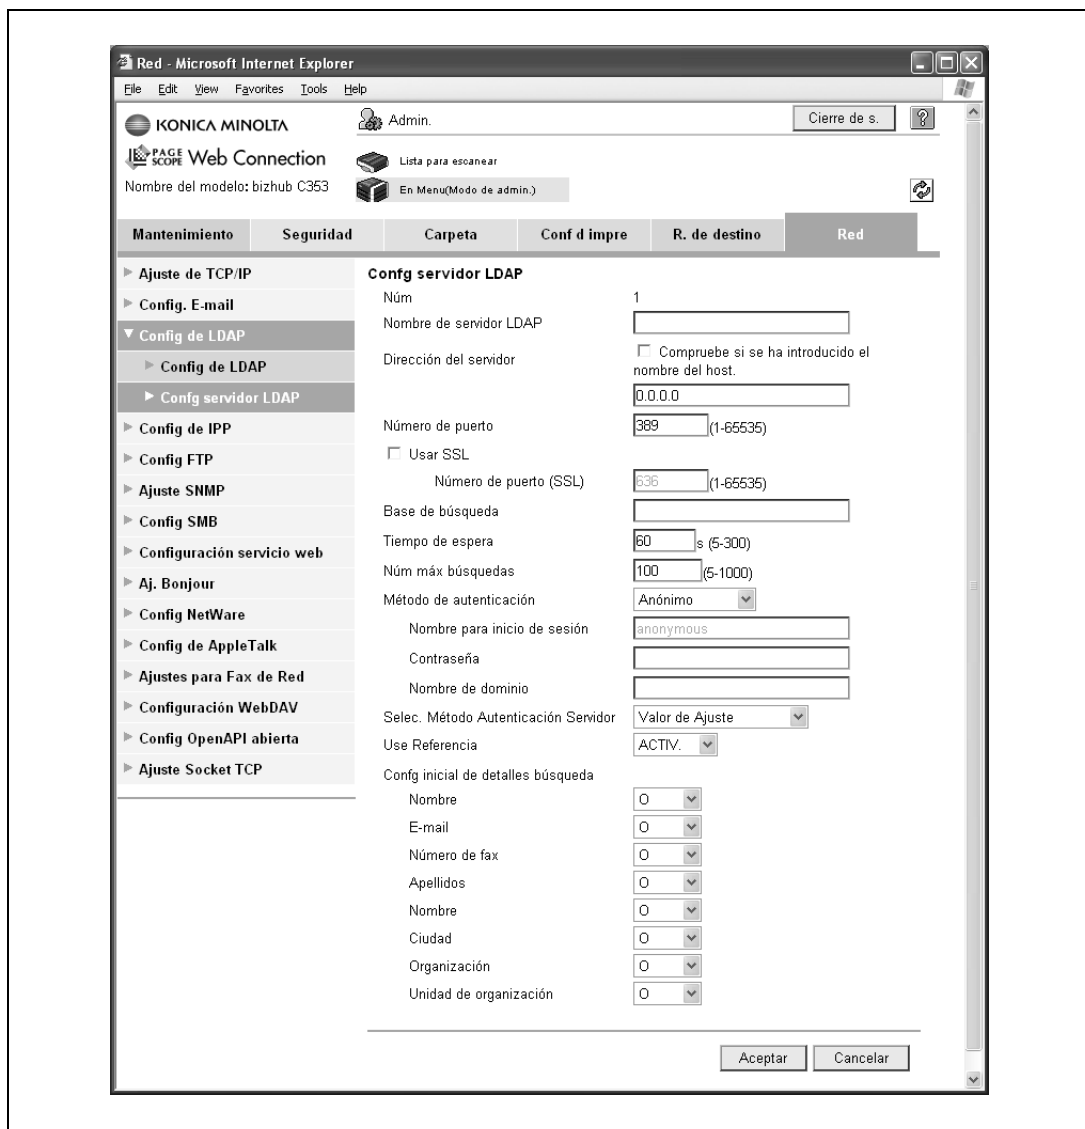 Red - Microsoft Internet Explorer
File Edit View Favorites Tools Help
KONICA MINOLTA
Admin.
Cierre de s.
?
PAGE SCOPE Web Connection
Lista para escanear
Nombre del modelo: bizhub C353
En Menu(Modo de admin.)
Mantenimiento Seguridad Carpeta Conf d impre R. de destino Red
Ajuste de TCP/IP
Config. E-mail
Config de LDAP
Config de LDAP
Confg servidor LDAP
Config de IPP
Config FTP
Ajuste SNMP
Config SMB
Configuración servicio web
Aj. Bonjour
Config NetWare
Config de AppleTalk
Ajustes para Fax de Red
Configuración WebDAV
Config OpenAPI abierta
Ajuste Socket TCP
Confg servidor LDAP
Núm 1
Nombre de servidor LDAP
Dirección del servidor Compruebe si se ha introducido el
nombre del host.
0.0.0.0
Número de puerto 389 (1-65535)
Usar SSL
Número de puerto (SSL) 636 (1-65535)
Base de búsqueda
Tiempo de espera 60 s (5-300)
Núm máx búsquedas 100 (5-1000)
Método de autenticación Anónimo
Nombre para inicio de sesión anonymous
Contraseña
Nombre de dominio
Selec. Método Autenticación Servidor Valor de Ajuste
Use Referencia ACTIV.
Confg inicial de detalles búsqueda
Nombre O
E-mail O
Número de fax O
Apellidos O
Nombre O
Ciudad O
Organización O
Unidad de organización O
Aceptar Cancelar